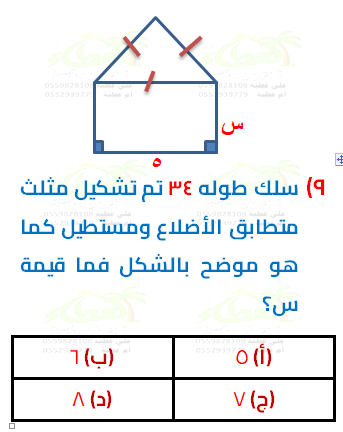 س
٥
٩) سلك طوله ٣٤ تم تشكيل مثلث
متطابق الأضلاع ومستطيل كما
هو موضح بالشكل فما قيمة
س؟
(أ) ٥ (ب) ٦
(ج) ٧ (د) ٨